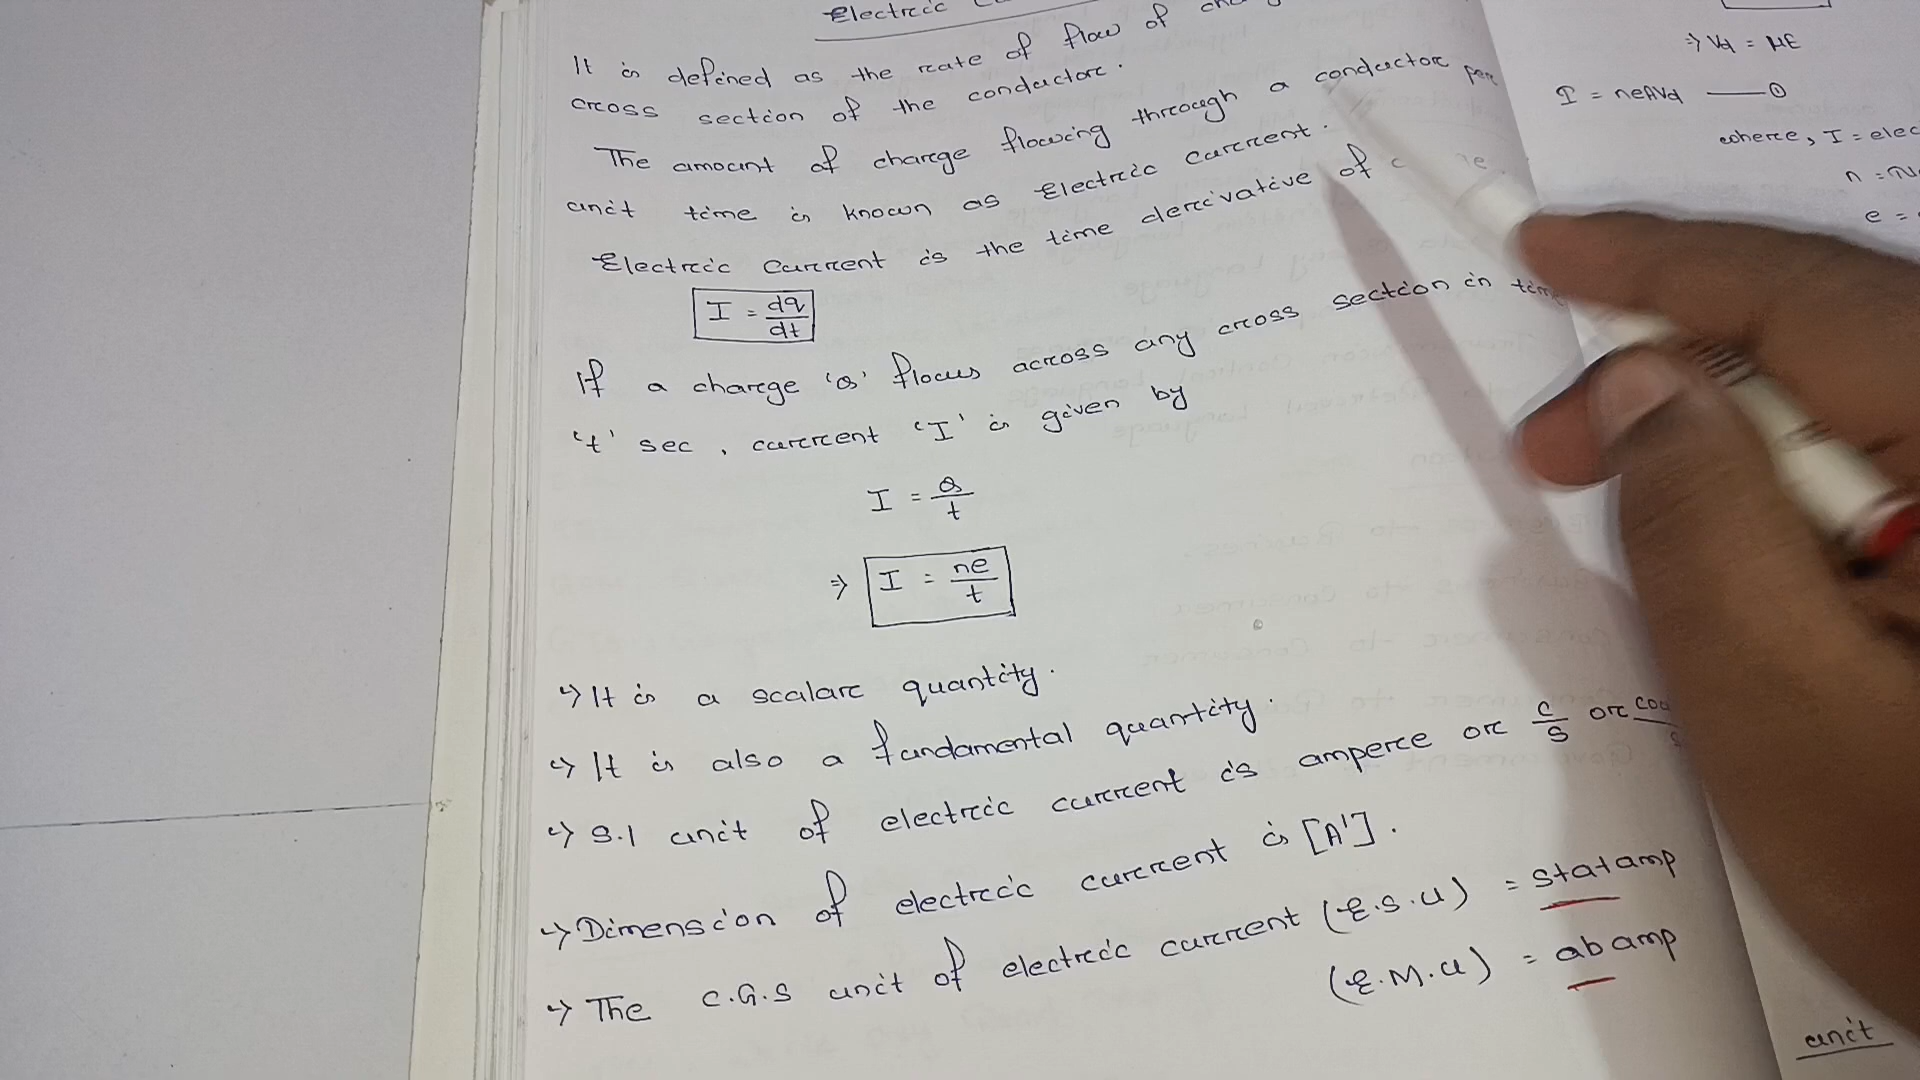 Electric
It is defined as the rate of flow of
cross section of the conductor.
The amount of charge flowing through a conductor per
unit time is known as Electric current.
Electric Current is the time derivative of
I = dq/dt
If a charge 'Q' flows across any cross section in time
't' sec, current 'I' is given by
I = Q/t
⇒ I = ne/t
↪ It is a scalar quantity.
↪ It is also a fundamental quantity.
↪ S.I unit of electric current is ampere or C/S or
↪ Dimension of electric current is [A¹].
↪ The C.G.S unit of electric current (E.S.U) = statamp
(E.M.U) = abamp
⇒ Vd = μE
I = neAVd —— ①
where, I =
n =
e =
unit